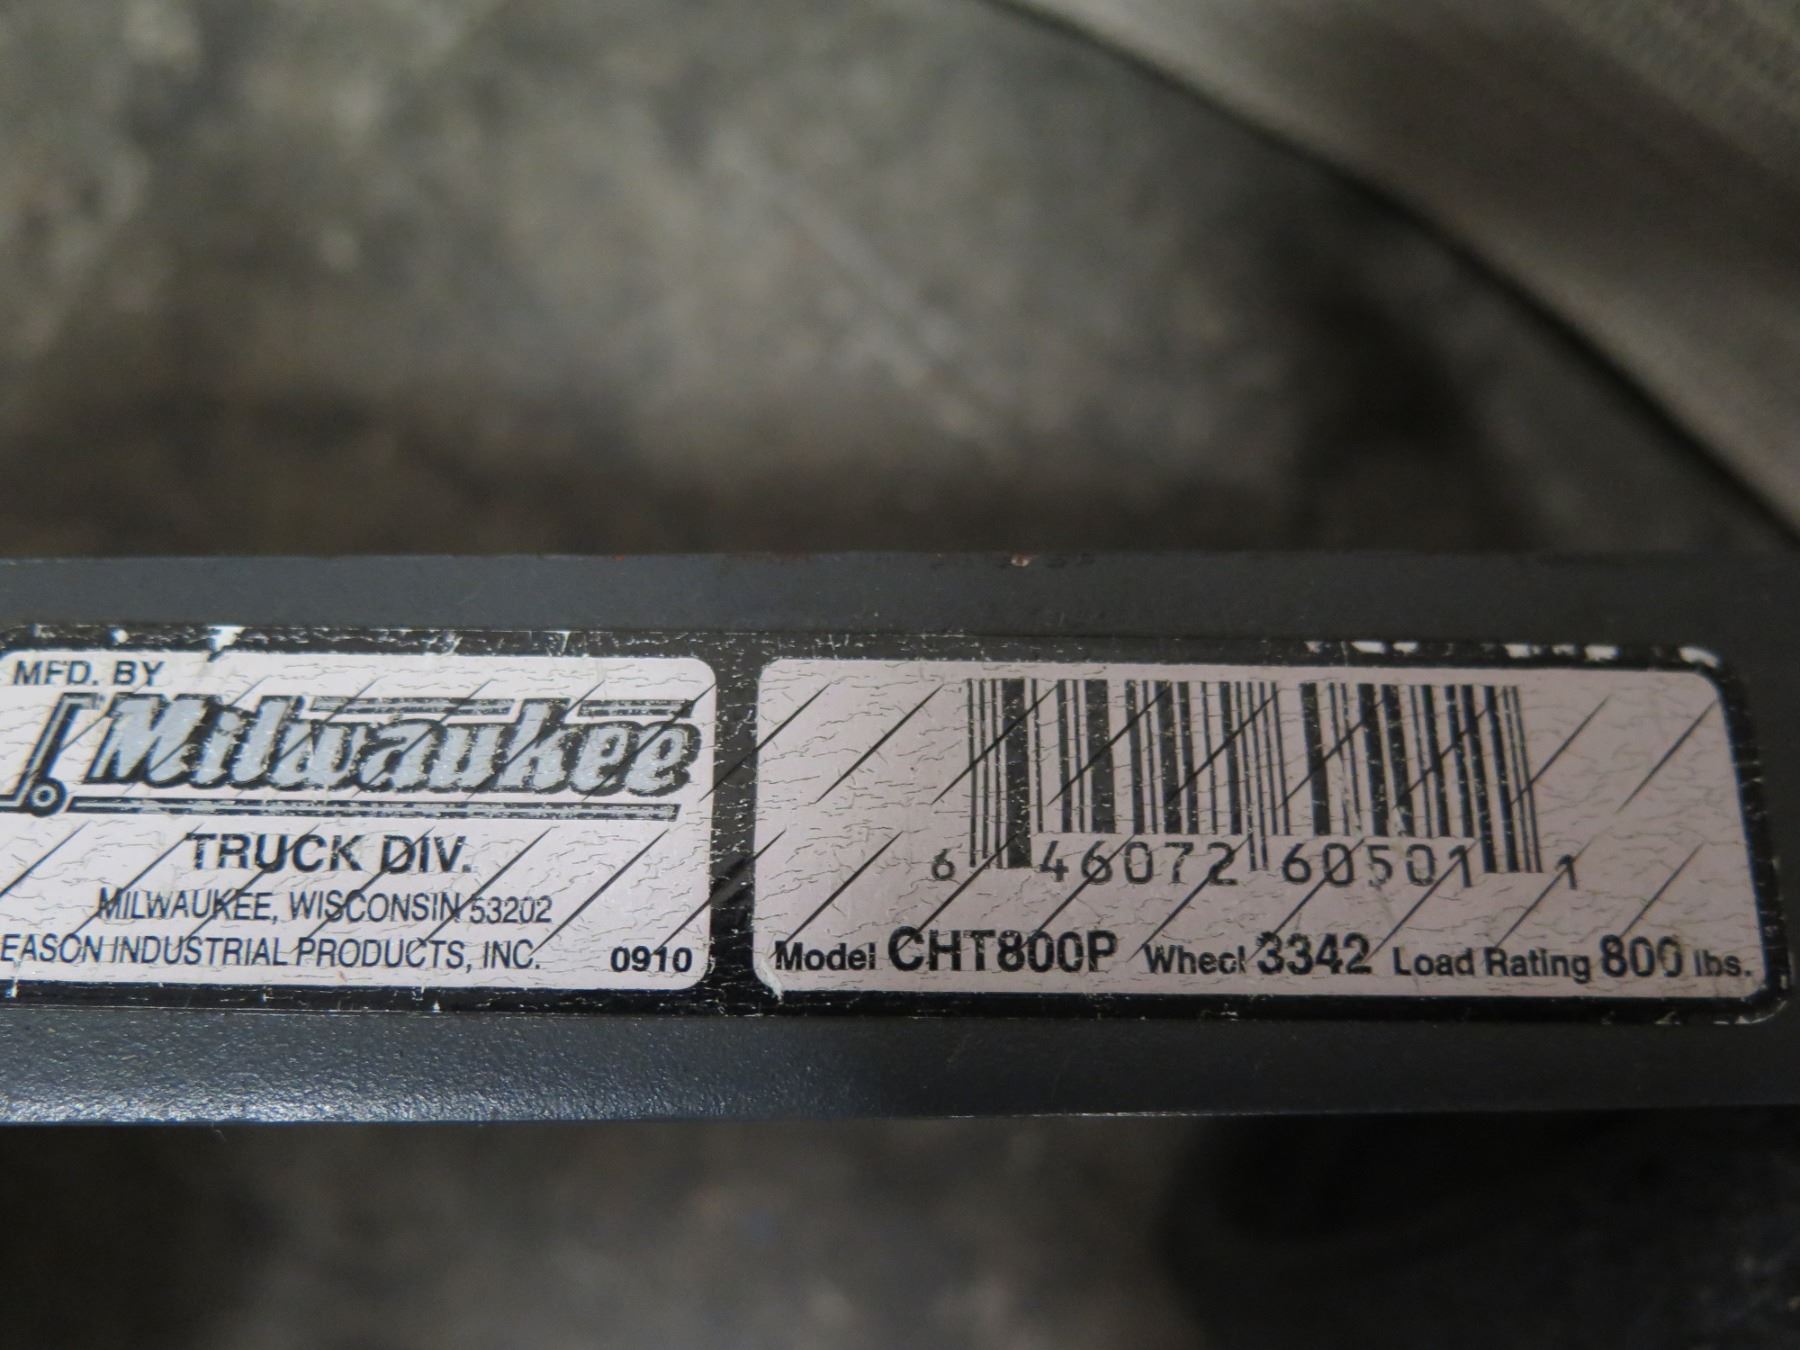 MFD. BY
Milwaukee
TRUCK DIV.
MILWAUKEE, WISCONSIN 53202
EASON INDUSTRIAL PRODUCTS, INC. 0910
6 46072 60501 1
Model CHT800P Wheel 3342 Load Rating 800 lbs.